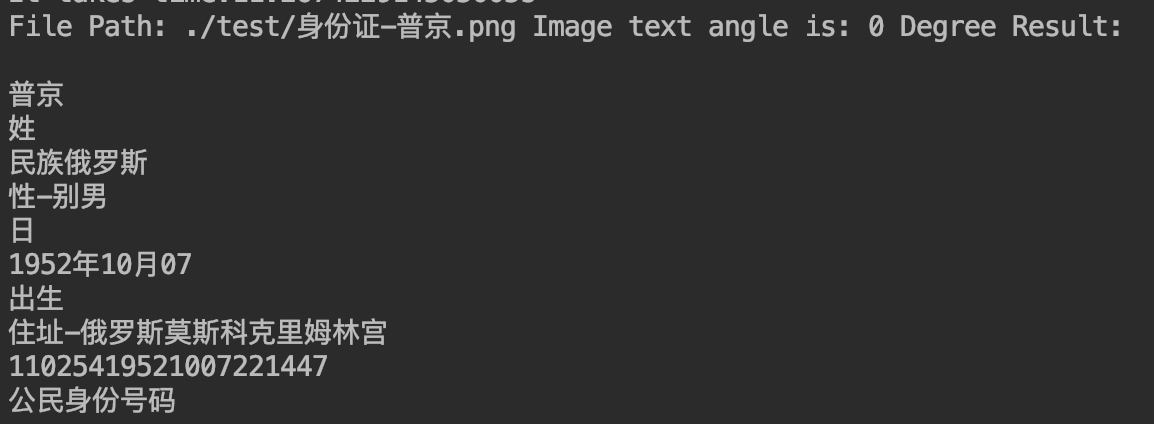 File Path: ./test/身份证-普京.png Image text angle is: 0 Degree Result:
普京
姓
民族俄罗斯
性-别男
日
1952年10月07
出生
住址-俄罗斯莫斯科克里姆林宫
11025419521007221447
公民身份号码